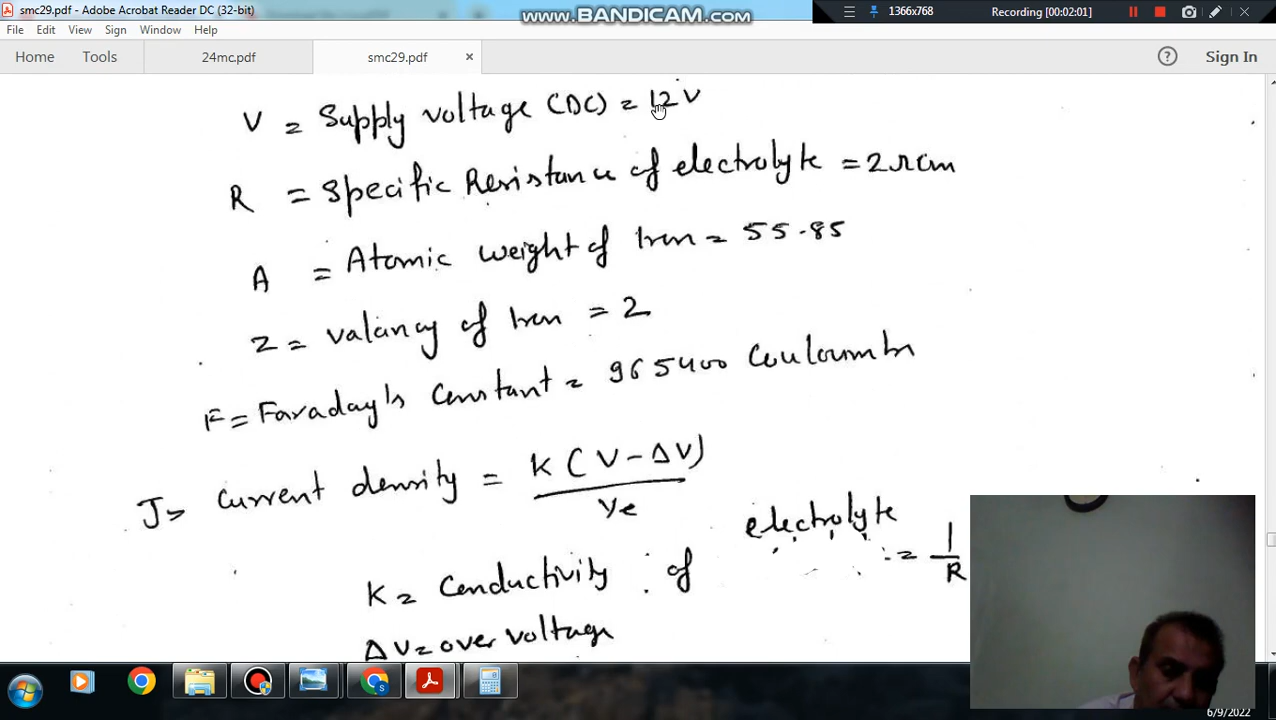 smc29.pdf - Adobe Acrobat Reader DC (32-bit)
www.BANDICAM.com
1366x768
Recording [00:02:01]
File Edit View Sign Window Help
Home Tools 24mc.pdf smc29.pdf × Sign In
V = Supply voltage (DC) = 12 V
R = Specific Resistance of electrolyte = 2 Ωcm
A = Atomic weight of Iron = 55.85
Z = valancy of Iron = 2
F = Faraday's Constant = 965400 Couloumbs
J = Current density = K (V - ΔV) / Ye
K = Conductivity of electrolyte = 1 / R
ΔV = over voltage
6/9/2022